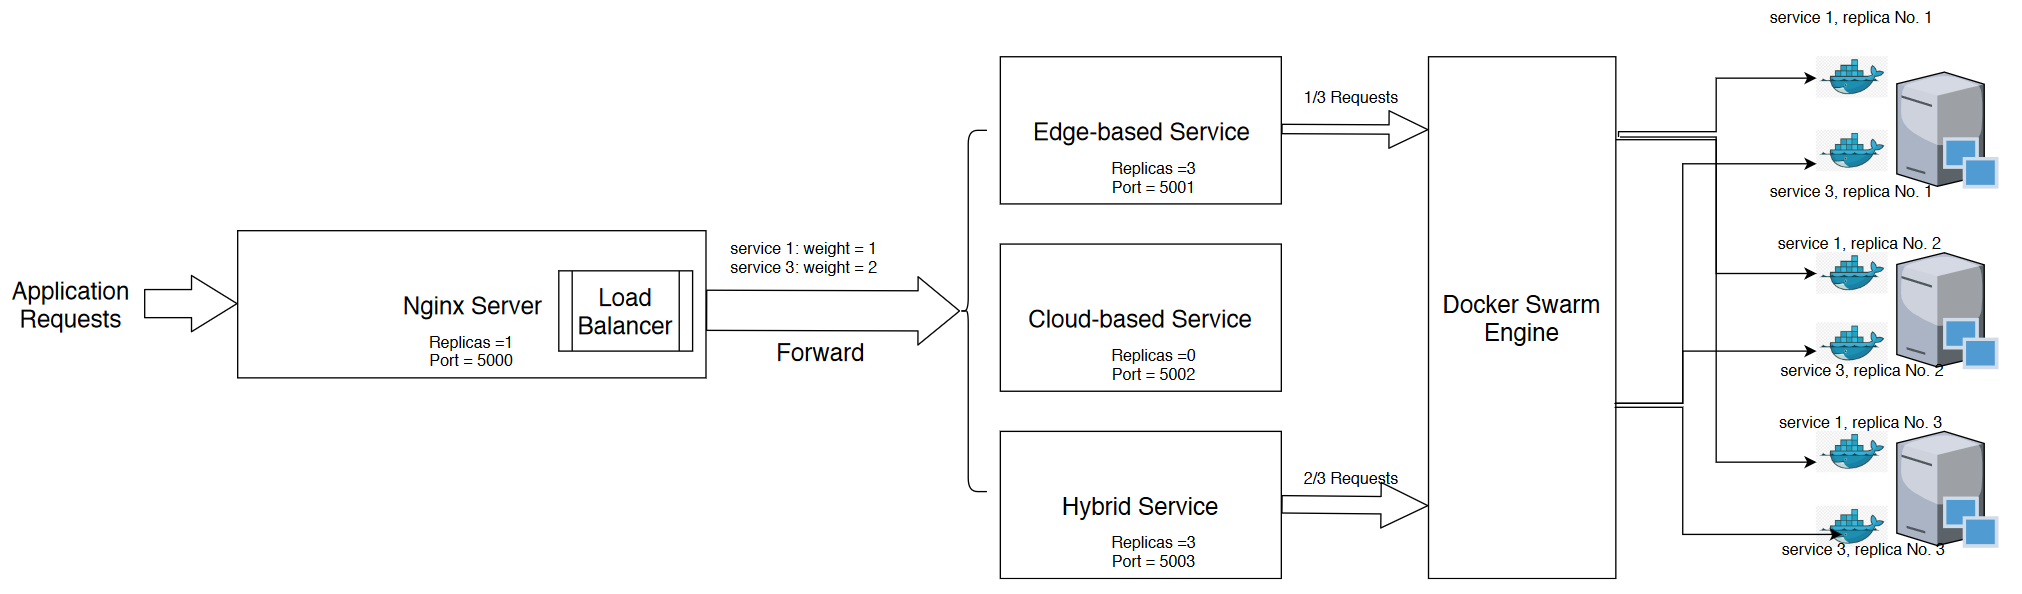 Application
Requests
Nginx Server
Replicas =1
Port = 5000
Load
Balancer
service 1: weight = 1
service 3: weight = 2
Forward
Edge-based Service
Replicas =3
Port = 5001
Cloud-based Service
Replicas =0
Port = 5002
Hybrid Service
Replicas =3
Port = 5003
1/3 Requests
2/3 Requests
Docker Swarm
Engine
service 1, replica No. 1
service 3, replica No. 1
service 1, replica No. 2
service 3, replica No. 2
service 1, replica No. 3
service 3, replica No. 3